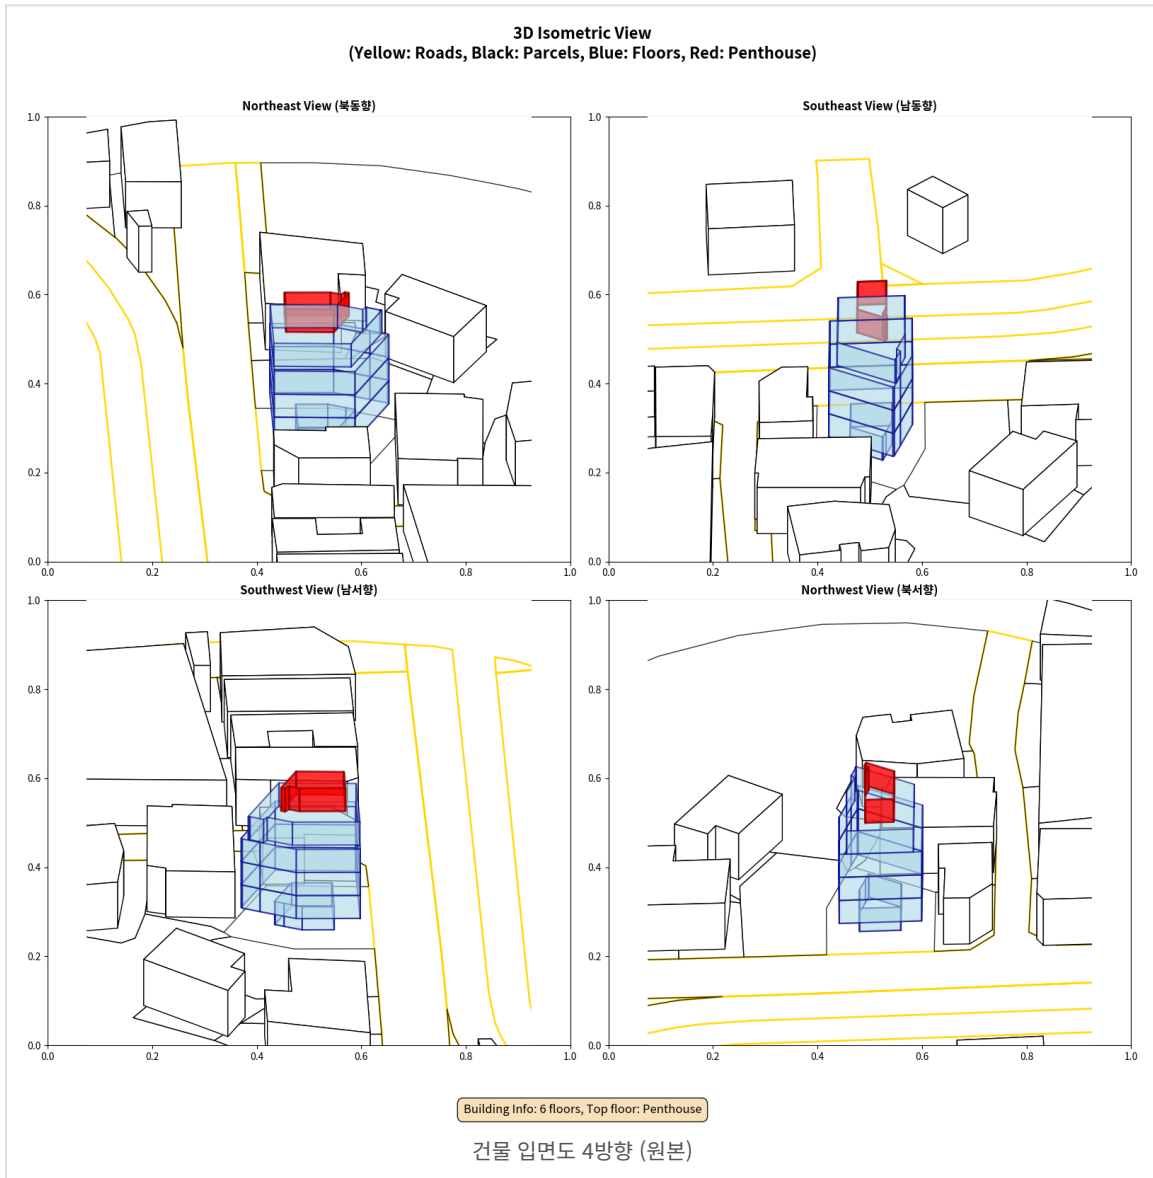 3D Isometric View
(Yellow: Roads, Black: Parcels, Blue: Floors, Red: Penthouse)
Northeast View (북동향)
1.0
0.8
0.6
0.4
0.2
0.0
0.0 0.2 0.4 0.6 0.8 1.0
Southeast View (남동향)
1.0
0.8
0.6
0.4
0.2
0.0
0.0 0.2 0.4 0.6 0.8 1.0
Southwest View (남서향)
1.0
0.8
0.6
0.4
0.2
0.0
0.0 0.2 0.4 0.6 0.8 1.0
Northwest View (북서향)
1.0
0.8
0.6
0.4
0.2
0.0
0.0 0.2 0.4 0.6 0.8 1.0
Building Info: 6 floors, Top floor: Penthouse
건물 입면도 4방향 (원본)